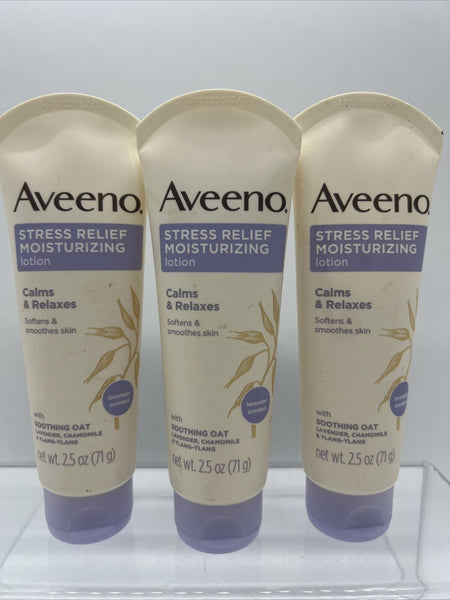 Aveeno.
STRESS RELIEF
MOISTURIZING
lotion
Calms
& Relaxes
Softens &
smoothes skin
lavender
scented
with
SOOTHING OAT
LAVENDER, CHAMOMILE
& YLANG-YLANG
net wt. 2.5 oz (71 g)
Aveeno.
STRESS RELIEF
MOISTURIZING
lotion
Calms
& Relaxes
Softens &
smoothes skin
lavender
scented
with
SOOTHING OAT
LAVENDER, CHAMOMILE
& YLANG-YLANG
net wt. 2.5 oz (71 g)
Aveeno.
STRESS RELIEF
MOISTURIZING
lotion
Calms
& Relaxes
Softens &
smoothes skin
with
SOOTHING OAT
LAVENDER, CHAMOMILE
& YLANG-YLANG
net wt. 2.5 oz (71 g)